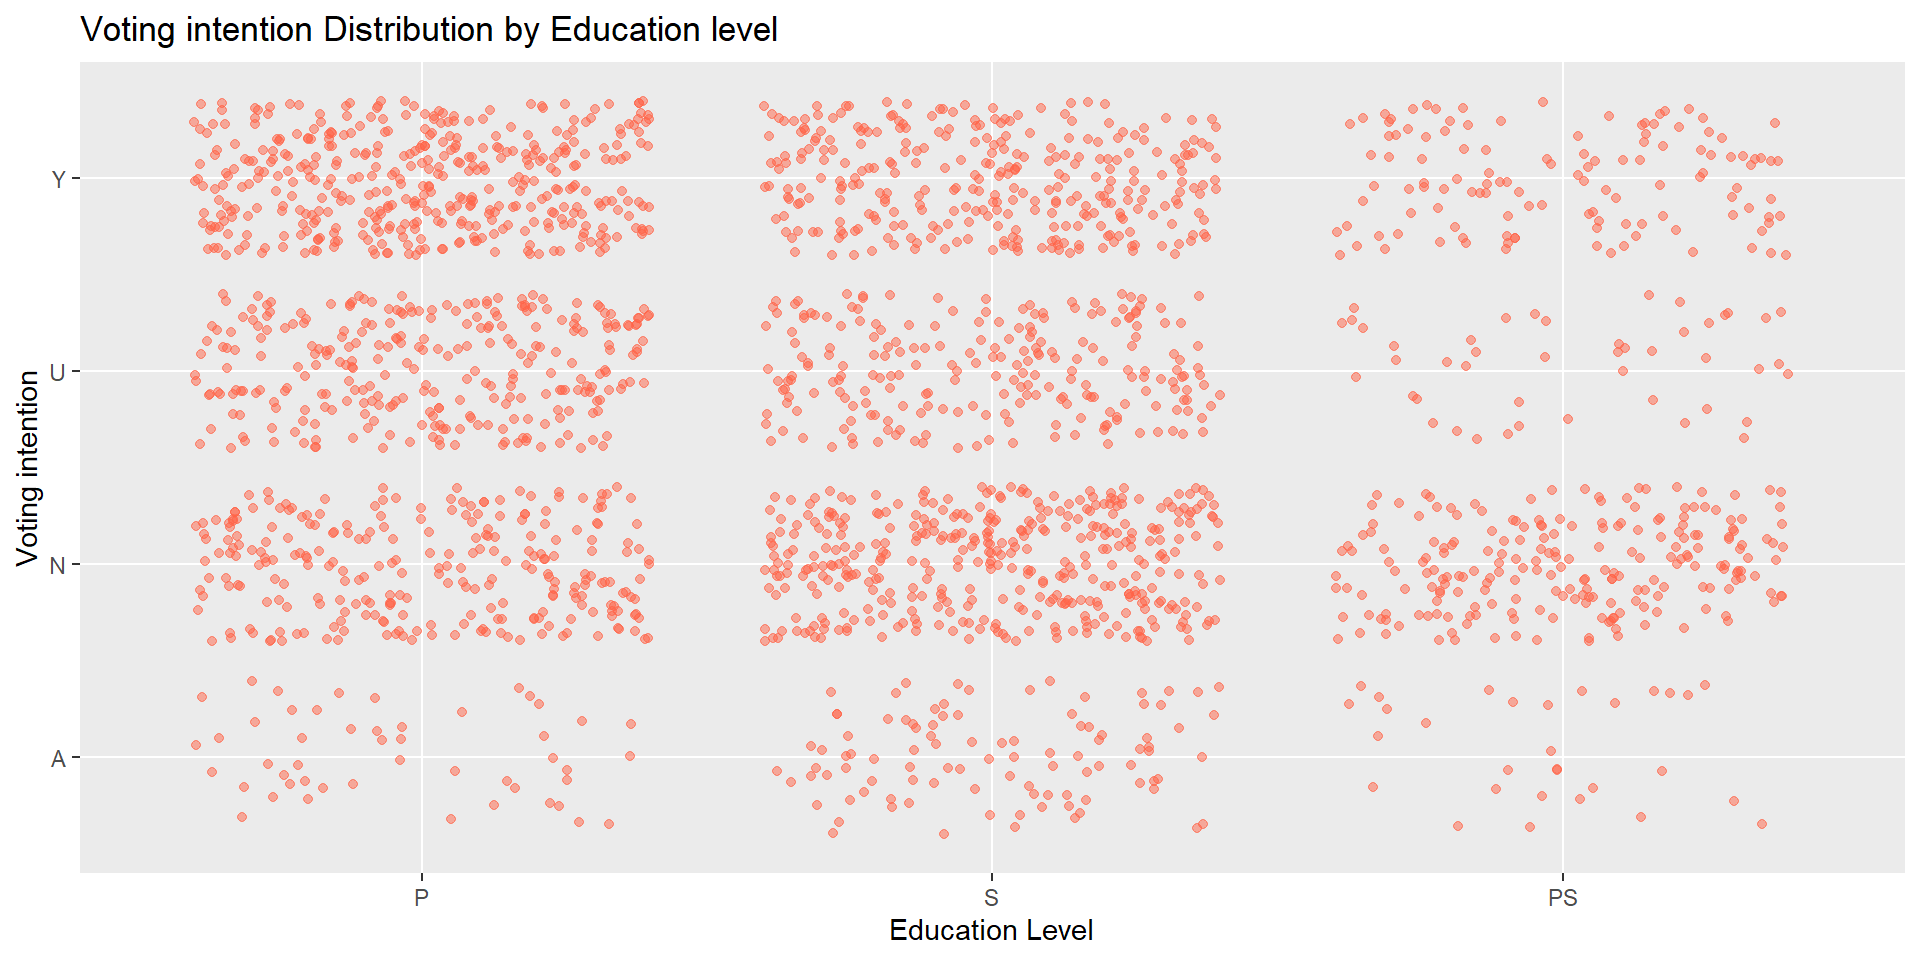 Voting intention Distribution by Education level
Voting intention
Y
U
N
A
P S PS
Education Level